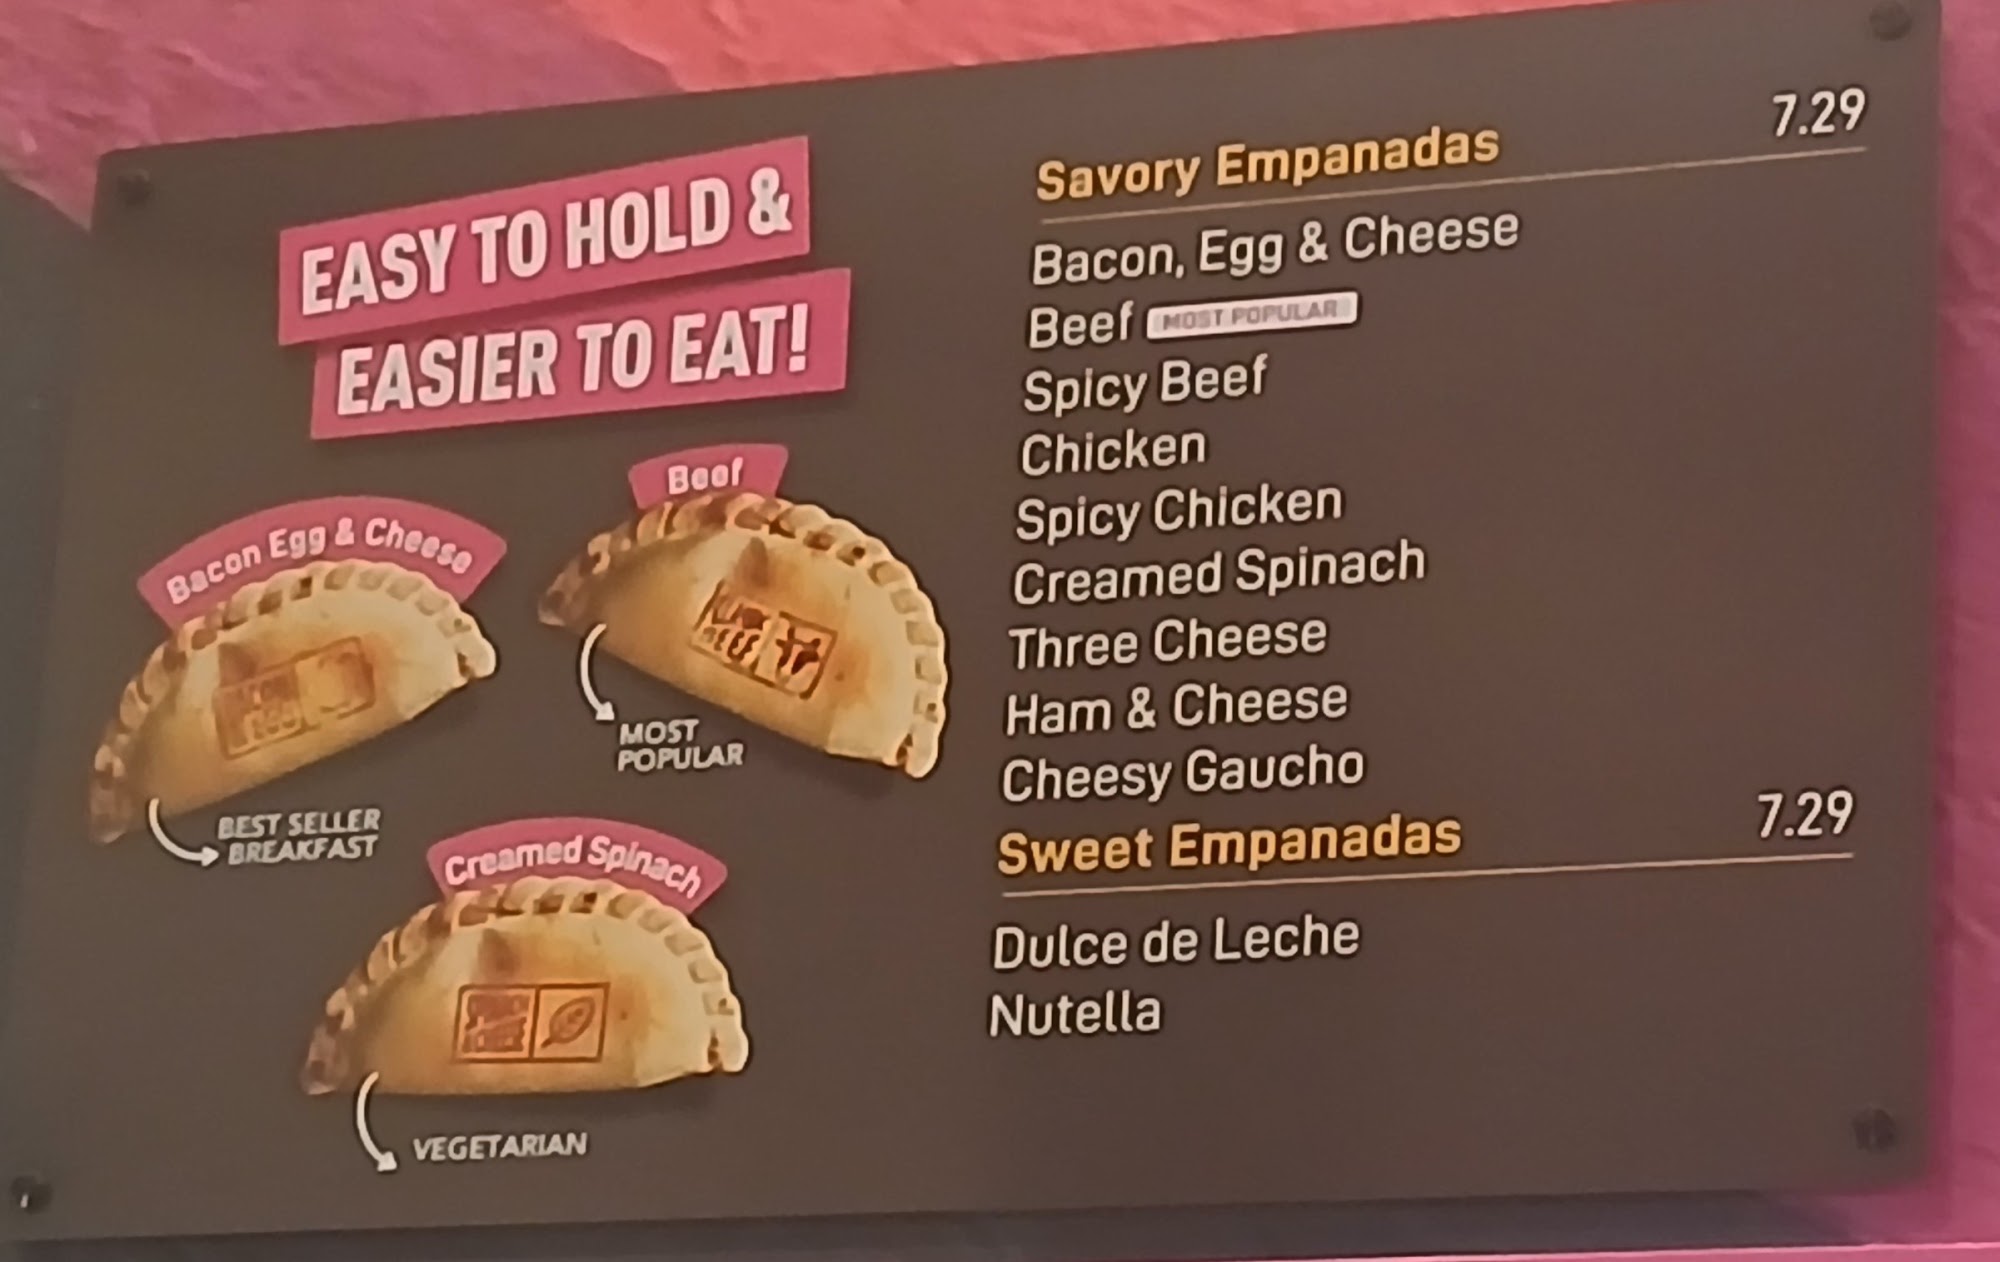 EASY TO HOLD &
EASIER TO EAT!
Bacon Egg & Cheese
BACON
BEST SELLER
BREAKFAST
Beef
BEEF
MOST
POPULAR
Creamed Spinach
VEGETARIAN
Savory Empanadas 7.29
Bacon, Egg & Cheese
Beef MOST POPULAR
Spicy Beef
Chicken
Spicy Chicken
Creamed Spinach
Three Cheese
Ham & Cheese
Cheesy Gaucho
Sweet Empanadas 7.29
Dulce de Leche
Nutella